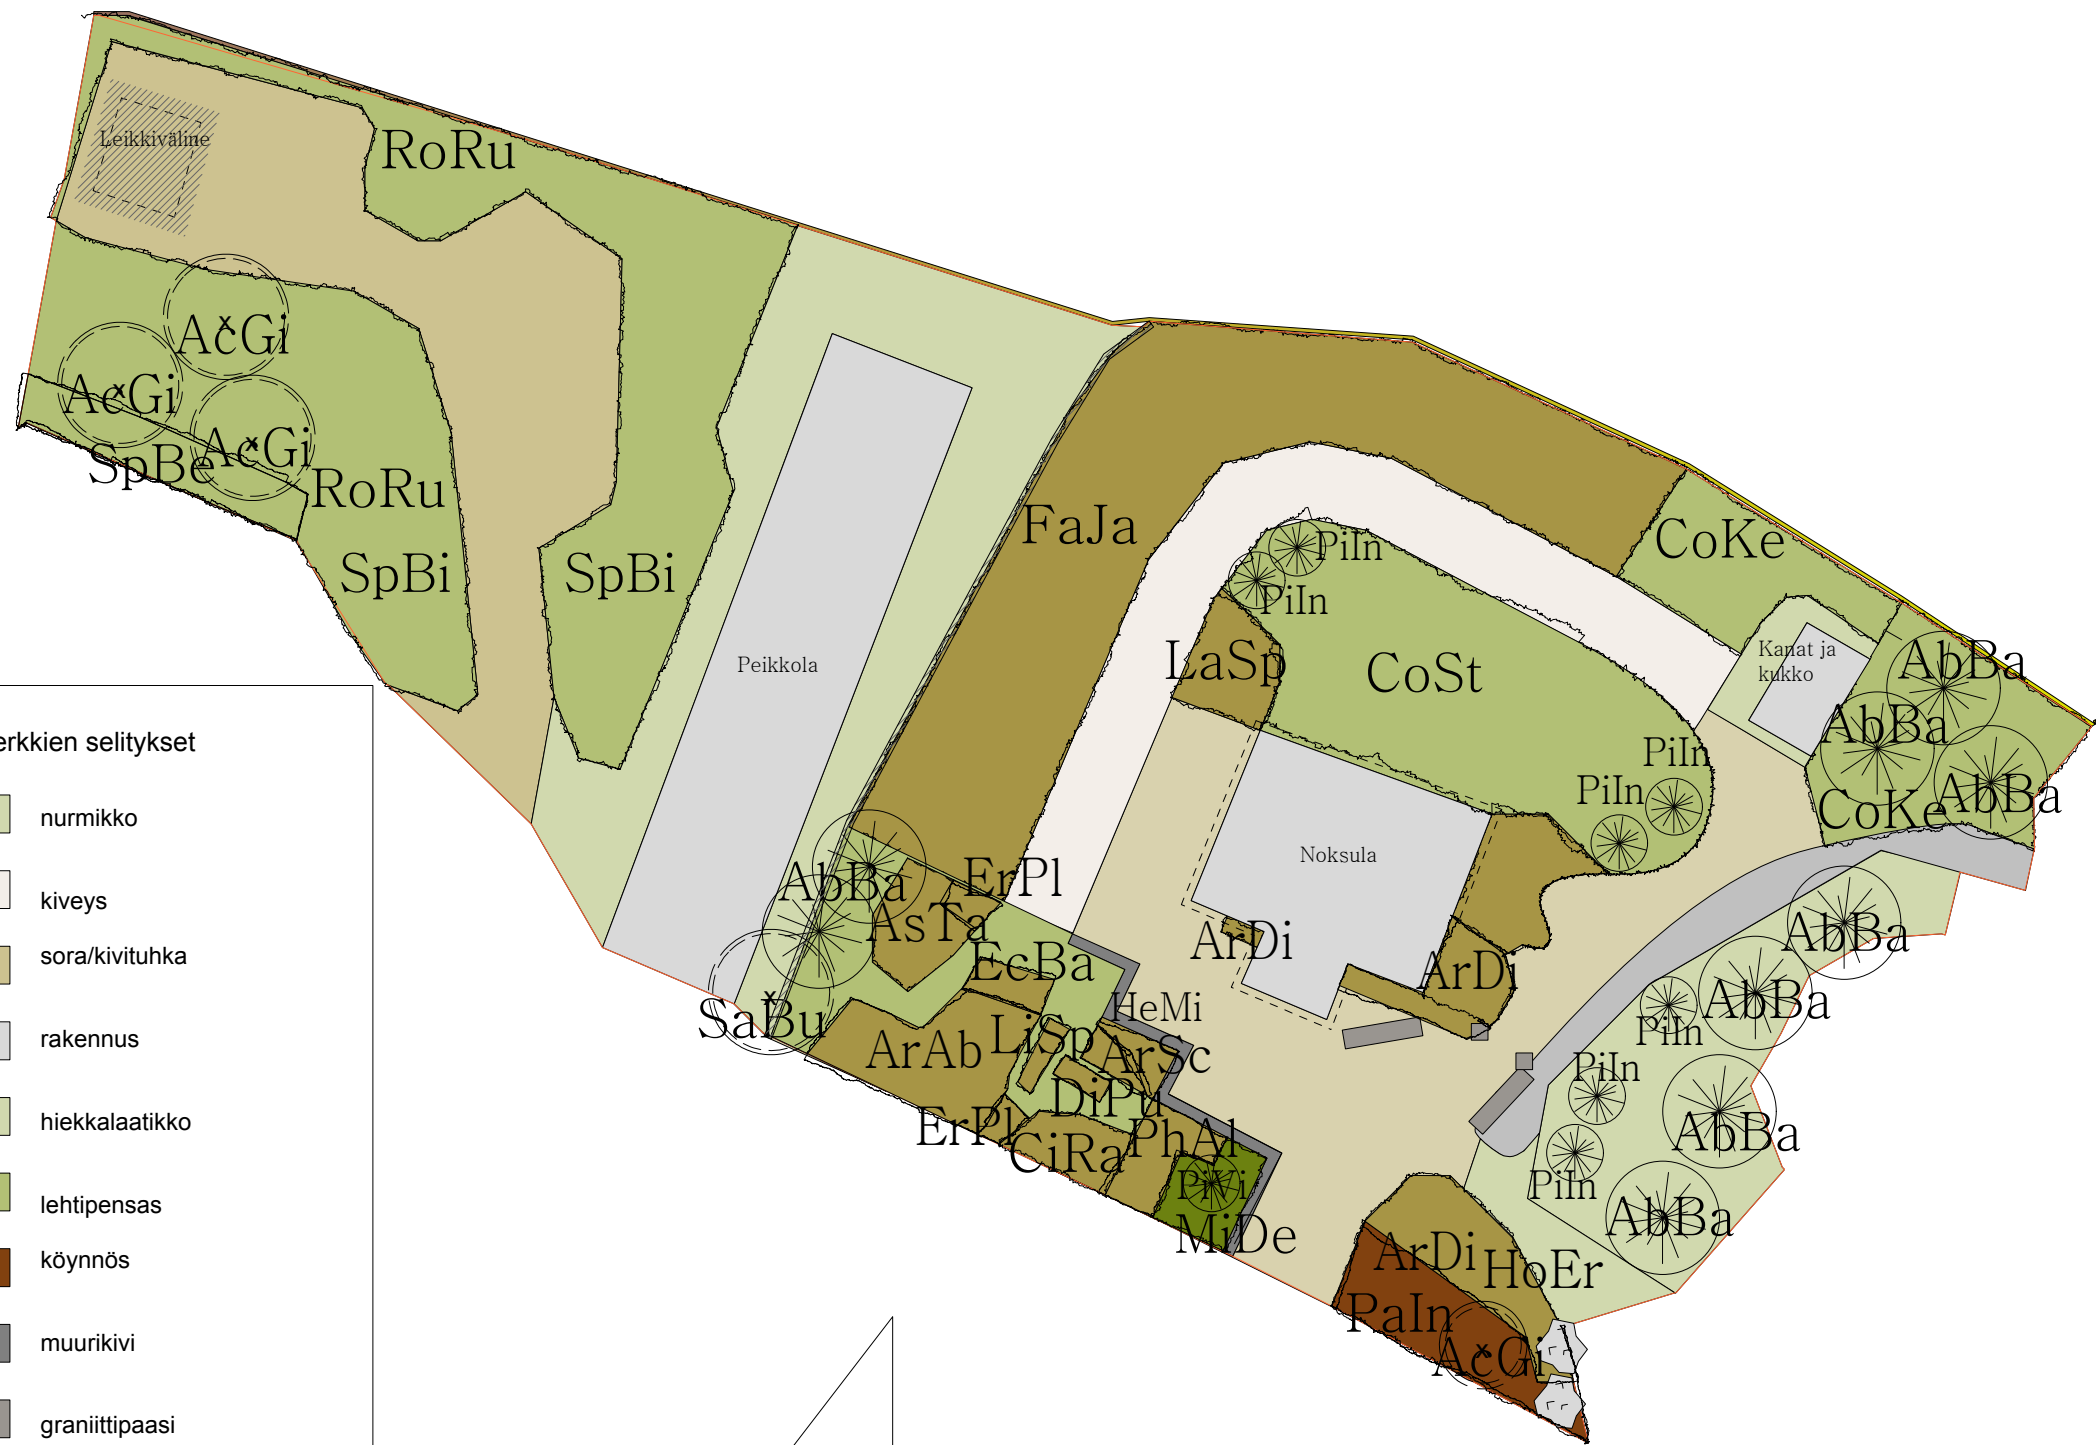 Leikkiväline
RoRu
AcGi
AcGi
AcGi
SpBe
RoRu
SpBi
SpBi
Peikkola
FaJa
PiIn
PiIn
CoKe
LaSp
CoSt
Kanat ja
kukko
AbBa
AbBa
AbBa
CoKe
PiIn
PiIn
Noksula
AbBa
ErPl
AsTa
EcBa
ArDi
ArDi
SaBu
HeMi
ArAb
LiSp
ArSc
DiPu
ErPl
CiRa
PhAl
PiVi
MiDe
AbBa
AbBa
PiIn
PiIn
AbBa
PiIn
AbBa
ArDi
HoEr
PaIn
AcGi
erkkien selitykset
nurmikko
kiveys
sora/kivituhka
rakennus
hiekkalaatikko
lehtipensas
köynnös
muurikivi
graniittipaasi